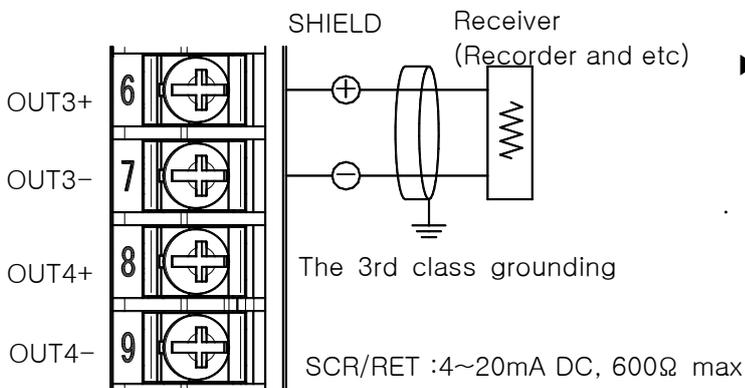 SHIELD
Receiver
(Recorder and etc)
OUT3+ 6
OUT3- 7
OUT4+ 8
OUT4- 9
+
-
The 3rd class grounding
SCR/RET :4~20mA DC, 600Ω max